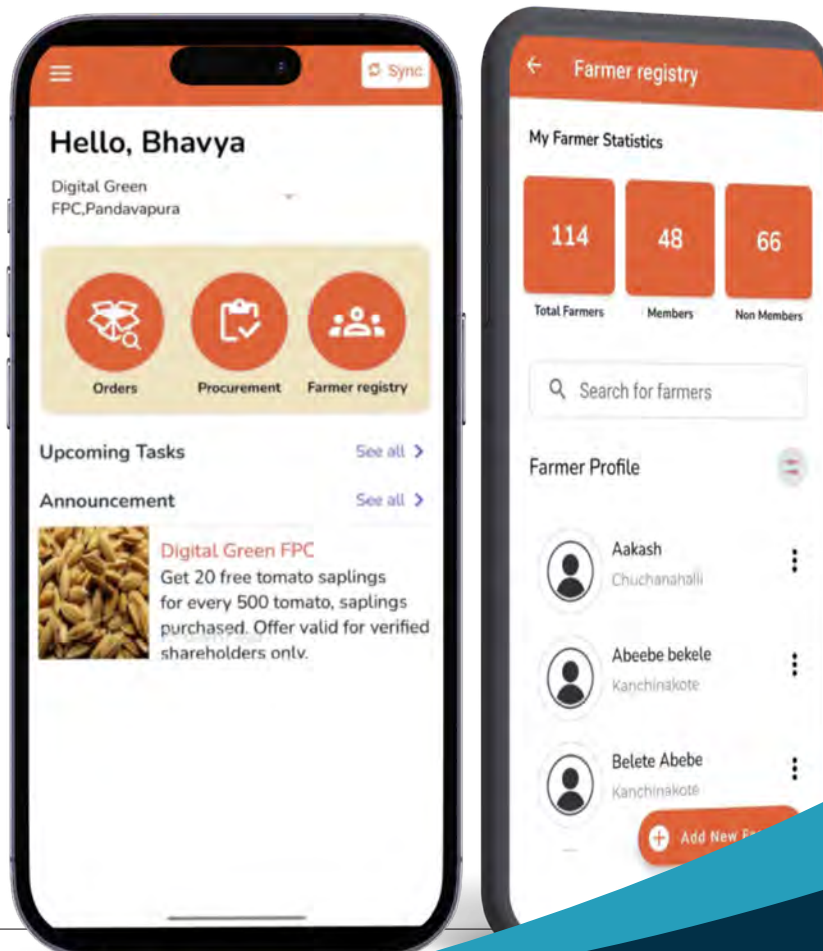 Sync
Hello, Bhavya
Digital Green
FPC,Pandavapura
Orders
Procurement
Farmer registry
Upcoming Tasks
See all
Announcement
See all
Digital Green FPC
Get 20 free tomato saplings
for every 500 tomato, saplings
purchased. Offer valid for verified
shareholders only.
Farmer registry
My Farmer Statistics
114
48
66
Total Farmers
Members
Non Members
Search for farmers
Farmer Profile
Aakash
Chuchanahalli
Abeebe bekele
Kanchinakote
Belete Abebe
Kanchinakote
Add New